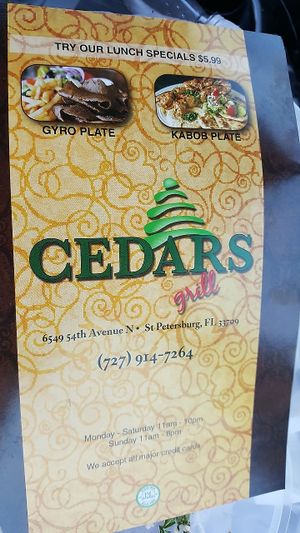 TRY OUR LUNCH SPECIALS $5.99
GYRO PLATE
KABOB PLATE
CEDARS
grill
6549 54th Avenue N • St Petersburg, FL 33709
(727) 914-7264
Monday - Saturday 11am - 10pm
Sunday 11am - 8pm
We accept all major credit cards